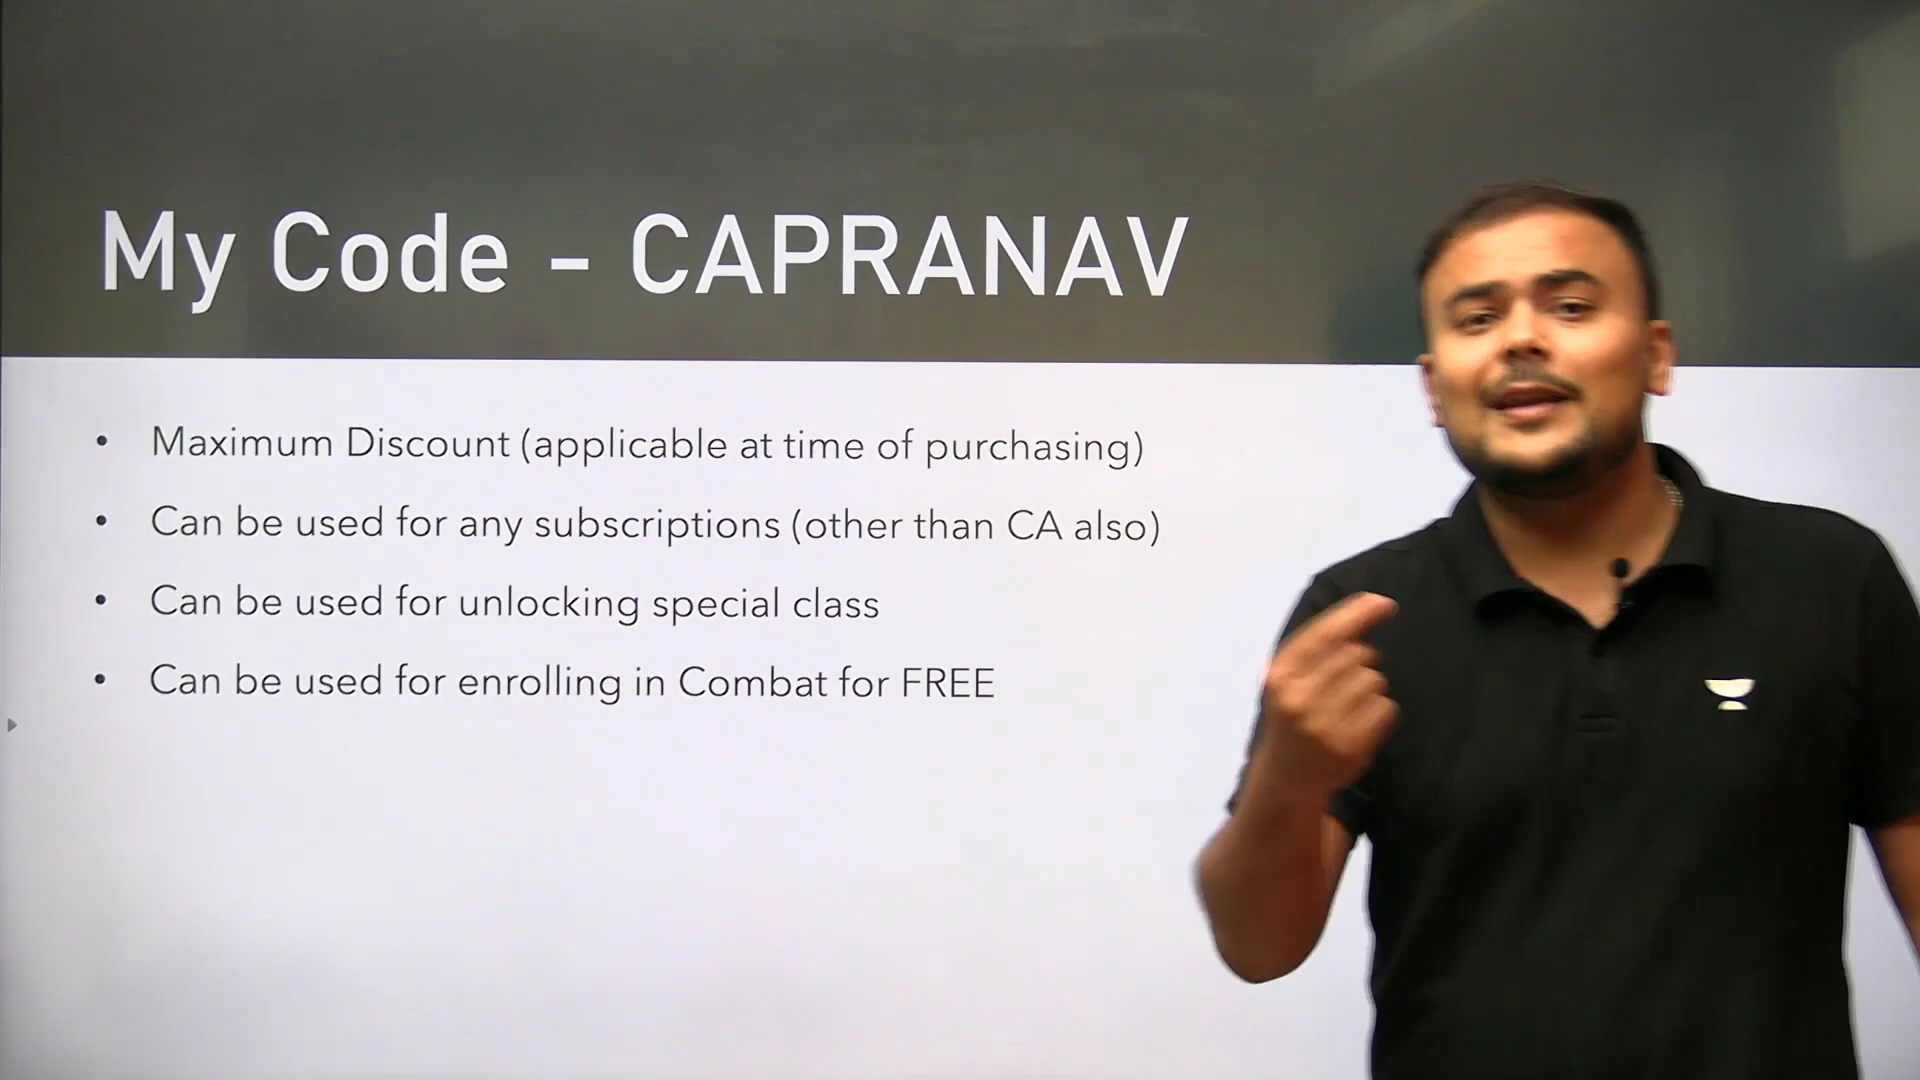 My Code - CAPRANAV
• Maximum Discount (applicable at time of purchasing)
• Can be used for any subscriptions (other than CA also)
• Can be used for unlocking special class
• Can be used for enrolling in Combat for FREE